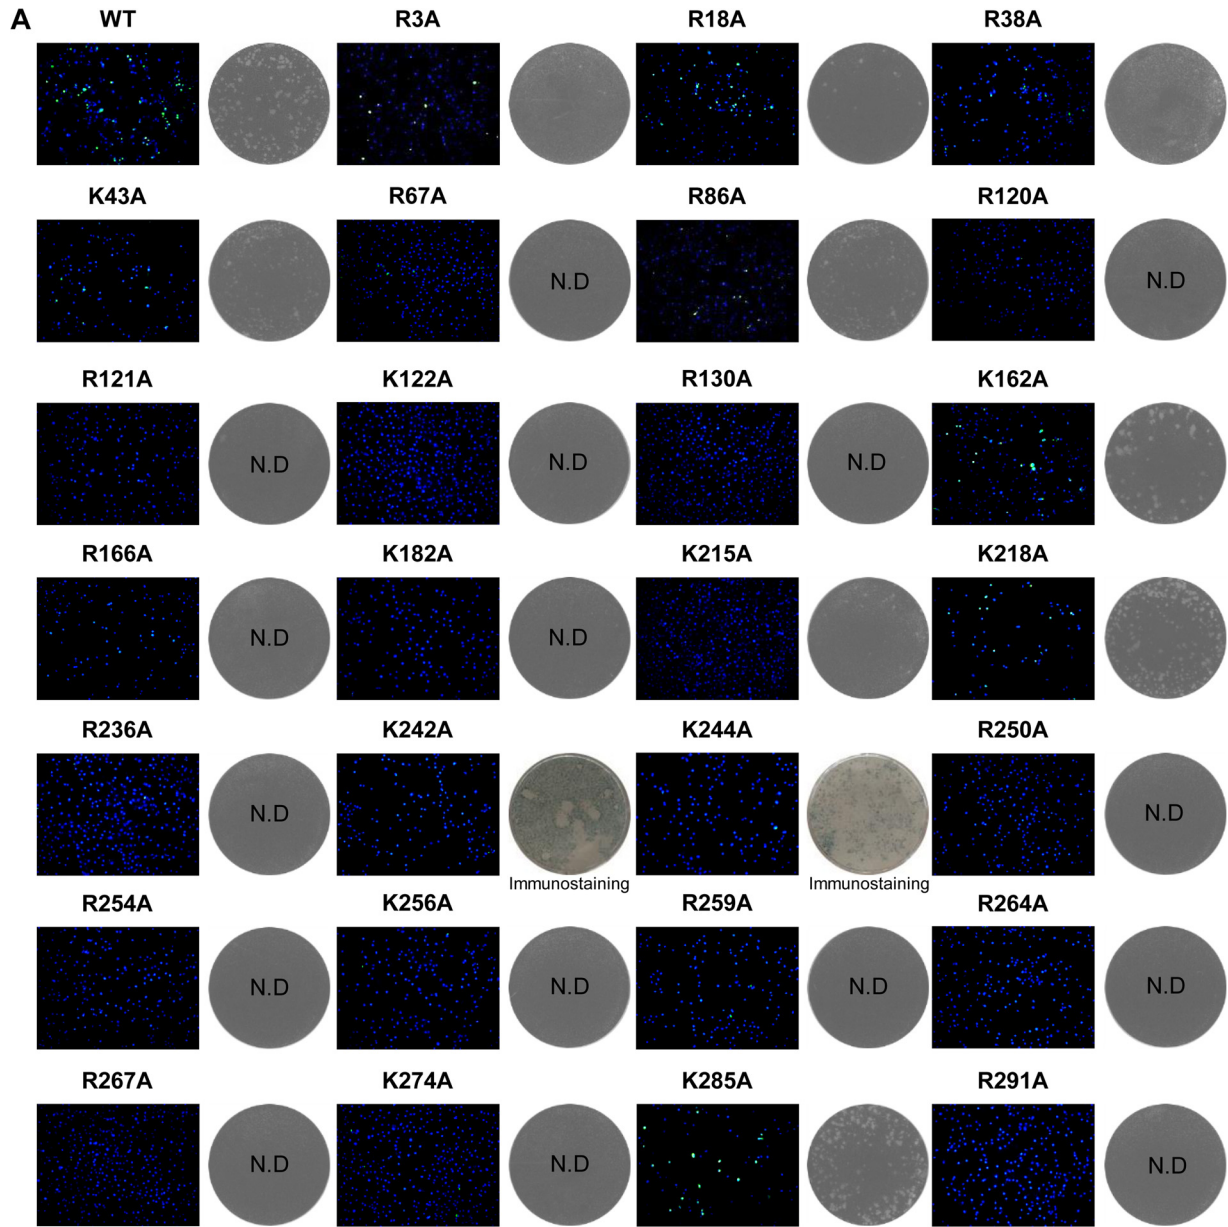 A
WT R3A R18A R38A
K43A R67A R86A R120A
N.D N.D
R121A K122A R130A K162A
N.D N.D N.D
R166A K182A K215A K218A
N.D N.D
R236A K242A K244A R250A
N.D N.D
Immunostaining Immunostaining
R254A K256A R259A R264A
N.D N.D N.D N.D
R267A K274A K285A R291A
N.D N.D N.D